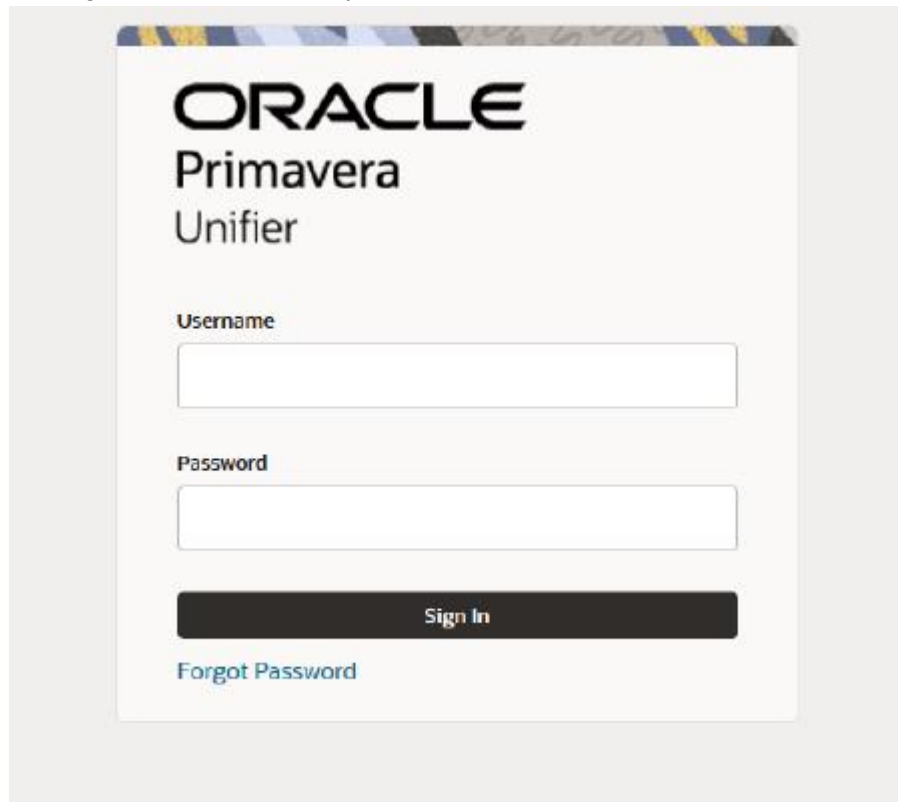 ORACLE
Primavera
Unifier
Username
Password
Sign In
Forgot Password